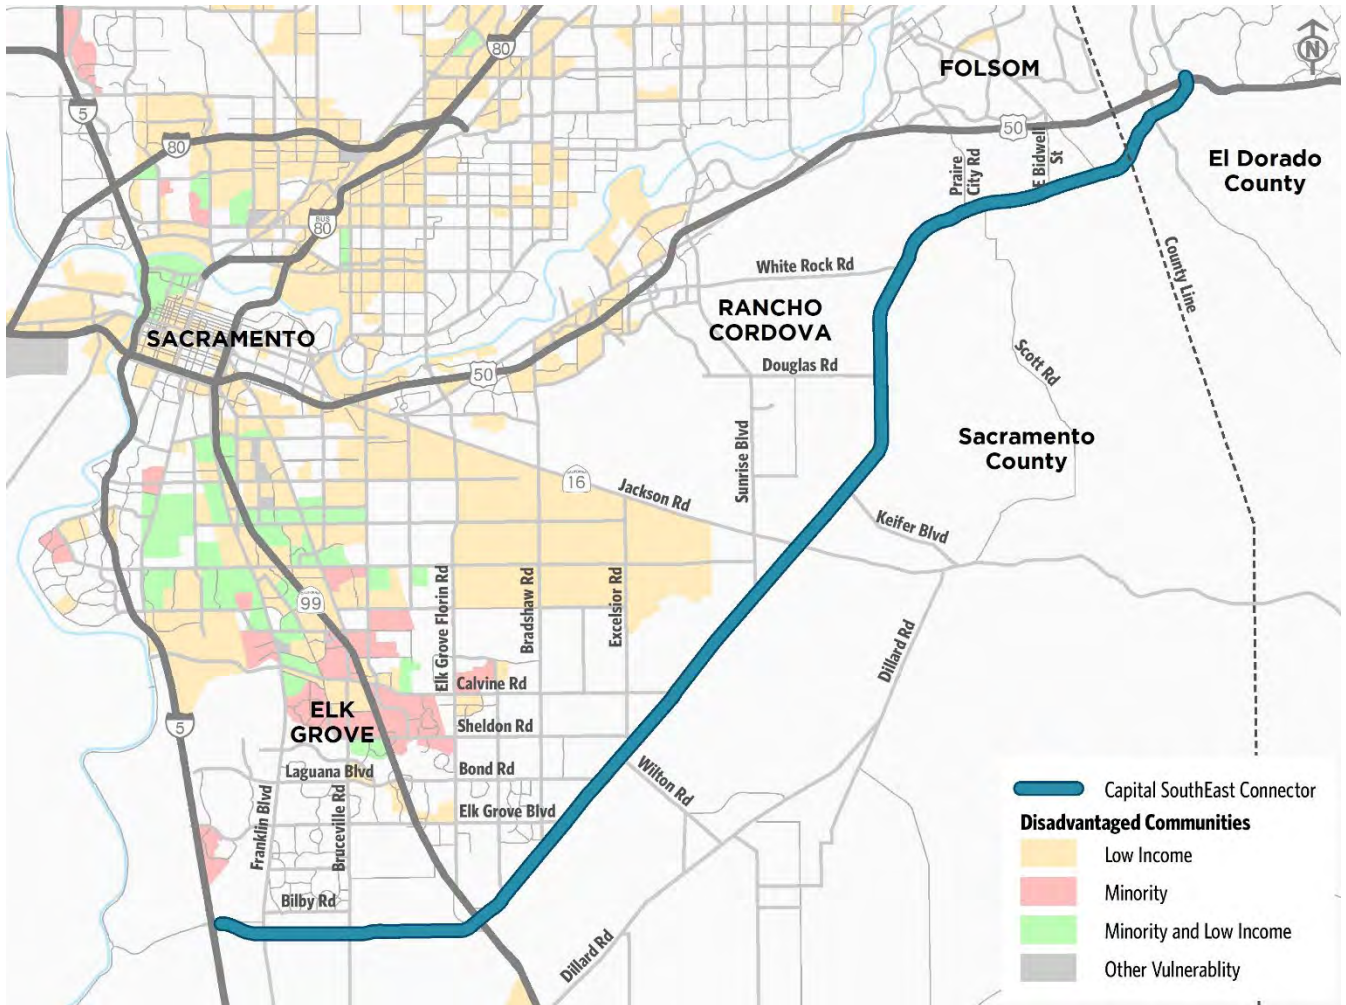 FOLSOM
N
80
5
80
50
Praire
City Rd
E Bidwell
St
El Dorado
County
BUS
80
County Line
White Rock Rd
RANCHO
CORDOVA
SACRAMENTO
Douglas Rd
50
Scott Rd
Sunrise Blvd
Sacramento
County
CALIFORNIA
16
Jackson Rd
Keifer Blvd
CALIFORNIA
99
Elk Grove Florin Rd
Bradshaw Rd
Excelsior Rd
Dillard Rd
Calvine Rd
ELK
GROVE
Sheldon Rd
5
Laguana Blvd
Bond Rd
Wilton Rd
Franklin Blvd
Bruceville Rd
Elk Grove Blvd
Bilby Rd
Dillard Rd
Capital SouthEast Connector
Disadvantaged Communities
Low Income
Minority
Minority and Low Income
Other Vulnerablity